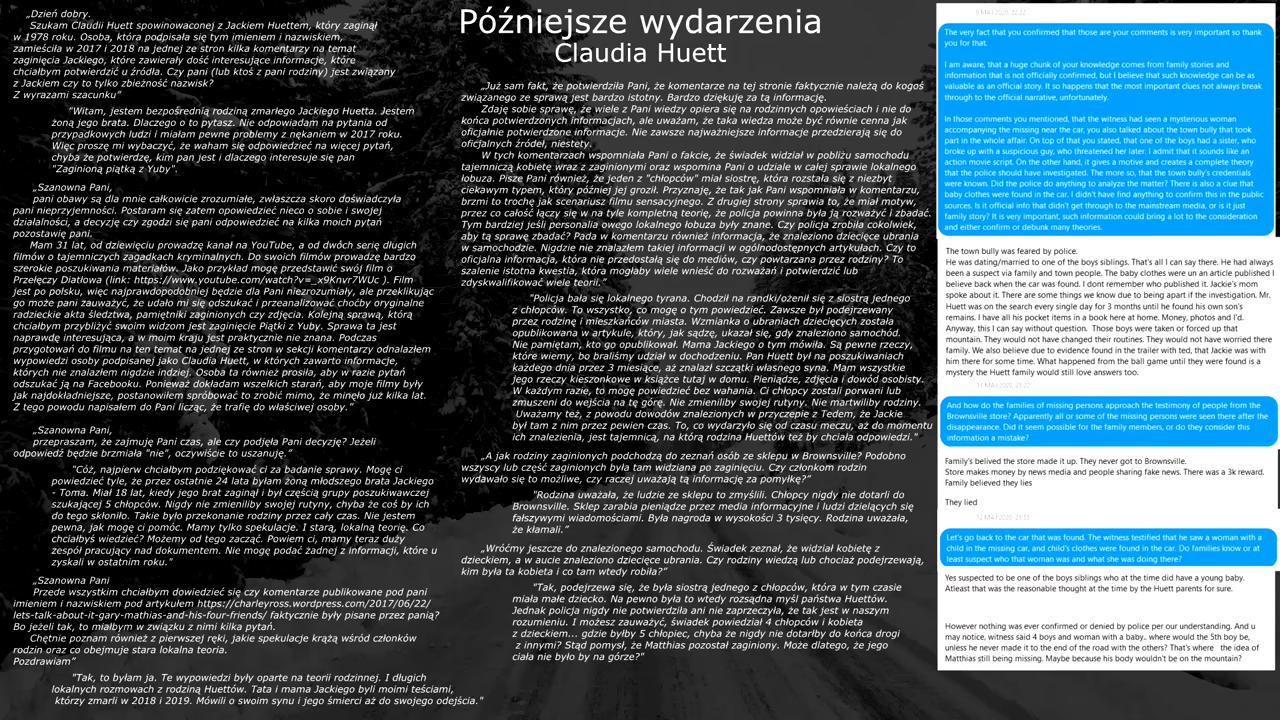 Późniejsze wydarzenia
Claudia Huett
„Dzień dobry.
Szukam Claudii Huett spowinowaconej z Jackiem Huettem, który zaginął
w 1978 roku. Osoba, która podpisała się tym imieniem i nazwiskiem,
zamieściła w 2017 i 2018 na jednej ze stron kilka komentarzy na temat
zaginięcia Jackiego, które zawierały dość interesujące informacje, które
chciałbym potwierdzić u źródła. Czy pani (lub ktoś z pani rodziny) jest związany
z Jackiem czy to tylko zbieżność nazwisk?
Z wyrazami szacunku”
"Witam, jestem bezpośrednią rodziną zmarłego Jackiego Huetta. Jestem
żoną jego brata. Dlaczego o to pytasz. Nie odpowiadam na pytania od
przypadkowych ludzi i miałam pewne problemy z nękaniem w 2017 roku.
Więc proszę mi wybaczyć, że waham się odpowiedzieć na więcej pytań,
chyba że potwierdzę, kim pan jest i dlaczego interesuje się pan
"Zaginioną piątką z Yuby".
„Szanowna Pani,
pani obawy są dla mnie całkowicie zrozumiałe, zwłaszcza skoro doświadczyła
pani nieprzyjemności. Postaram się zatem opowiedzieć nieco o sobie i swojej
działalności, a decyzję czy zgodzi się pani odpowiedzieć na kilka moich pytań
pozostawię pani.
Mam 31 lat, od dziewięciu prowadzę kanał na YouTube, a od dwóch serię długich
filmów o tajemniczych zagadkach kryminalnych. Do swoich filmów prowadzę bardzo
szerokie poszukiwania materiałów. Jako przykład mogę przedstawić swój film o
Przełęczy Diatłowa (link: https://www.youtube.com/watch?v=_x9Knvr7WUc ). Film
jest po polsku, więc najprawdopodobniej będzie dla Pani niezrozumiały, ale przeklikując
go może pani zauważyć, że udało mi się odszukać i przeanalizować choćby oryginalne
radzieckie akta śledztwa, pamiętniki zaginionych czy zdjęcia. Kolejną sprawą, którą
chciałbym przybliżyć swoim widzom jest zaginięcie Piątki z Yuby. Sprawa ta jest
naprawdę interesująca, a w moim kraju jest praktycznie nie znana. Podczas
przygotowań do filmu na ten temat na jednej ze stron w sekcji komentarzy odnalazłem
wypowiedzi osoby podpisanej jako Claudia Huett, w których zawarto informacje,
których nie znalazłem nigdzie indziej. Osoba ta również prosiła, aby w razie pytań
odszukać ją na Facebooku. Ponieważ dokładam wszelkich starań, aby moje filmy były
jak najdokładniejsze, postanowiłem spróbować to zrobić mimo, że minęło już kilka lat.
Z tego powodu napisałem do Pani licząc, że trafię do właściwej osoby.”
„Szanowna Pani,
przepraszam, że zajmuję Pani czas, ale czy podjęła Pani decyzję? Jeżeli
odpowiedź będzie brzmiała "nie", oczywiście to uszanuję.”
"Cóż, najpierw chciałbym podziękować ci za badanie sprawy. Mogę ci
powiedzieć tyle, że przez ostatnie 24 lata byłam żoną młodszego brata Jackiego
- Toma. Miał 18 lat, kiedy jego brat zaginął i był częścią grupy poszukiwawczej
szukającej 5 chłopców. Nigdy nie zmieniliby swojej rutyny, chyba że coś by ich
do tego skłoniło. Takie było przekonanie rodziny przez cały czas. Nie jestem
pewna, jak mogę ci pomóc. Mamy tylko spekulacje. I starą, lokalną teorię. Co
chciałbyś wiedzieć? Możemy od tego zacząć. Powiem ci, mamy teraz duży
zespół pracujący nad dokumentem. Nie mogę podać żadnej z informacji, które u
zyskali w ostatnim roku."
„Szanowna Pani
Przede wszystkim chciałbym dowiedzieć się czy komentarze publikowane pod pani
imieniem i nazwiskiem pod artykułem https://charleyross.wordpress.com/2017/06/22/
lets-talk-about-it-gary-mathias-and-his-four-friends/ faktycznie były pisane przez panią?
Bo jeżeli tak, to miałbym w związku z nimi kilka pytań.
Chętnie poznam również z pierwszej ręki, jakie spekulacje krążą wśród członków
rodzin oraz co obejmuje stara lokalna teoria.
Pozdrawiam”
"Tak, to byłam ja. Te wypowiedzi były oparte na teorii rodzinnej. I długich
lokalnych rozmowach z rodziną Huettów. Tata i mama Jackiego byli moimi teściami,
którzy zmarli w 2018 i 2019. Mówili o swoim synu i jego śmierci aż do swojego odejścia."
„Już sam fakt, że potwierdziła Pani, że komentarze na tej stronie faktycznie należą do kogoś
związanego ze sprawą jest bardzo istotny. Bardzo dziękuję za tą informację.
Zdaję sobie sprawę, że wiele z Pani wiedzy opiera się na rodzinnych opowieściach i nie do
końca potwierdzonych informacjach, ale uważam, że taka wiedza może być równie cenna jak
oficjalnie potwierdzone informacje. Nie zawsze najważniejsze informacje przedzierają się do
oficjalnych źródeł, niestety.
W tych komentarzach wspomniała Pani o fakcie, że świadek widział w pobliżu samochodu
tajemniczą kobietę wraz z zaginionymi oraz wspomina Pani o udziale w całej sprawie lokalnego
łobuza. Pisze Pani również, że jeden z "chłopców" miał siostrę, która rozstała się z niezbyt
ciekawym typem, który później jej groził. Przyznaję, że tak jak Pani wspomniała w komentarzu,
brzmi to trochę jak scenariusz filmu sensacyjnego. Z drugiej strony sprawia to, że miał motyw,
przez co całość łączy się w na tyle kompletną teorię, że policja powinna była ją rozważyć i zbadać.
Tym bardziej jeśli personalia owego lokalnego łobuza były znane. Czy policja zrobiła cokolwiek,
aby tą sprawę zbadać? Pada w komentarzu również informacja, że znaleziono dziecięce ubrania
w samochodzie. Nigdzie nie znalazłem takiej informacji w ogólnodostępnych artykułach. Czy to
oficjalna informacja, która nie przedostała się do mediów, czy powtarzana przez rodziny? To
szalenie istotna kwestia, która mogłaby wiele wnieść do rozważań i potwierdzić lub
zdyskwalifikować wiele teorii.”
"Policja bała się lokalnego tyrana. Chodził na randki/ożenił się z siostrą jednego
z chłopców. To wszystko, co mogę o tym powiedzieć. Zawsze był podejrzewany
przez rodzinę i mieszkańców miasta. Wzmianka o ubraniach dziecięcych została
opublikowana w artykule, który, jak sądzę, ukazał się, gdy znaleziono samochód.
Nie pamiętam, kto go opublikował. Mama Jackiego o tym mówiła. Są pewne rzeczy,
które wiemy, bo braliśmy udział w dochodzeniu. Pan Huett był na poszukiwaniach
każdego dnia przez 3 miesiące, aż znalazł szczątki własnego syna. Mam wszystkie
jego rzeczy kieszonkowe w książce tutaj w domu. Pieniądze, zdjęcia i dowód osobisty.
W każdym razie, to mogę powiedzieć bez wahania. Ci chłopcy zostali porwani lub
zmuszeni do wejścia na tę górę. Nie zmieniliby swojej rutyny. Nie martwiliby rodziny.
Uważamy też, z powodu dowodów znalezionych w przyczepie z Tedem, że Jackie
był tam z nim przez pewien czas. To, co wydarzyło się od czasu meczu, aż do momentu
ich znalezienia, jest tajemnicą, na którą rodzina Huettów też by chciała odpowiedzi."
„A jak rodziny zaginionych podchodzą do zeznań osób ze sklepu w Brownsville? Podobno
wszyscy lub część zaginionych była tam widziana po zaginięciu. Czy członkom rodzin
wydawało się to możliwe, czy raczej uważają tą informację za pomyłkę?”
"Rodzina uważała, że ludzie ze sklepu to zmyślili. Chłopcy nigdy nie dotarli do
Brownsville. Sklep zarabia pieniądze przez media informacyjne i ludzi dzielących się
fałszywymi wiadomościami. Była nagroda w wysokości 3 tysięcy. Rodzina uważała,
że kłamali."
„Wróćmy jeszcze do znalezionego samochodu. Świadek zeznał, że widział kobietę z
dzieckiem, a w aucie znaleziono dziecięce ubrania. Czy rodziny wiedzą lub chociaż podejrzewają,
kim była ta kobieta i co tam wtedy robiła?”
"Tak, podejrzewa się, że była siostrą jednego z chłopców, która w tym czasie
miała małe dziecko. Na pewno była to wtedy rozsądna myśl państwa Huettów.
Jednak policja nigdy nie potwierdziła ani nie zaprzeczyła, że tak jest w naszym
rozumieniu. I możesz zauważyć, świadek powiedział 4 chłopców i kobieta
z dzieckiem... gdzie byłby 5 chłopiec, chyba że nigdy nie dotarłby do końca drogi
z innymi? Stąd pomysł, że Matthias pozostał zaginiony. Może dlatego, że jego
ciała nie było by na górze?"
9 MAJ 2020, 22:22
The very fact that you confirmed that those are your comments is very important so thank
you for that.
I am aware, that a huge chunk of your knowledge comes from family stories and
information that is not officially confirmed, but I believe that such knowledge can be as
valuable as an official story. It so happens that the most important clues not always break
through to the official narrative, unfortunately.
In those comments you mentioned, that the witness had seen a mysterious woman
accompanying the missing near the car, you also talked about the town bully that took
part in the whole affair. On top of that you stated, that one of the boys had a sister, who
broke up with a suspicious guy, who threatened her later. I admit that it sounds like an
action movie script. On the other hand, it gives a motive and creates a complete theory
that the police should have investigated. The more so, that the town bully's credentials
were known. Did the police do anything to analyze the matter? There is also a clue that
baby clothes were found in the car. I didn't have find anything to confirm this in the public
sources. Is it official info that didn't get through to the mainstream media, or is it just
family story? It is very important, such information could bring a lot to the consideration
and either confirm or debunk many theories.
The town bully was feared by police.
He was dating/married to one of the boys siblings. That's all I can say there. He had always
been a suspect via family and town people. The baby clothes were un an article published I
believe back when the car was found. I dont remember who published it. Jackie's mom
spoke about it. There are some things we know due to being apart if the investigation. Mr.
Huett was on the search every single day for 3 months until he found his own son's
remains. I have all his pocket items in a book here at home. Money, photos and I'd.
Anyway, this I can say without question. Those boys were taken or forced up that
mountain. They would not have changed their routines. They would not have worried there
family. We also believe due to evidence found in the trailer with ted, that Jackie was with
him there for some time. What happened from the ball game until they were found is a
mystery the Huett family would still love answers too.
11 MAJ 2020, 21:22
And how do the families of missing persons approach the testimony of people from the
Brownsville store? Apparently all or some of the missing persons were seen there after the
disappearance. Did it seem possible for the family members, or do they consider this
information a mistake?
Family's belived the store made it up. They never got to Brownsville.
Store makes money by news media and people sharing fake news. There was a 3k reward.
Family believed they lies
They lied
12 MAJ 2020, 21:55
Let's go back to the car that was found. The witness testified that he saw a woman with a
child in the missing car, and child's clothes were found in the car. Do families know or at
least suspect who that woman was and what she was doing there?
Yes suspected to be one of the boys siblings who at the time did have a young baby.
Atleast that was the reasonable thought at the time by the Huett parents for sure.
However nothing was ever confirmed or denied by police per our understanding. And u
may notice, witness said 4 boys and woman with a baby.. where would the 5th boy be,
unless he never made it to the end of the road with the others? That's where the idea of
Matthias still being missing. Maybe because his body wouldn't be on the mountain?